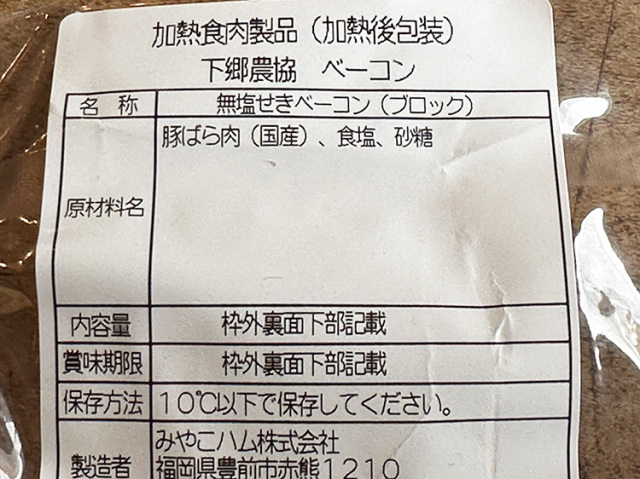 加熱食肉製品（加熱後包装）
下郷農協　ベーコン
名　称　無塩せきベーコン（ブロック）
原材料名　豚ばら肉（国産）、食塩、砂糖
内容量　枠外裏面下部記載
賞味期限　枠外裏面下部記載
保存方法　10℃以下で保存してください。
製造者　みやこハム株式会社
福岡県豊前市赤熊1210